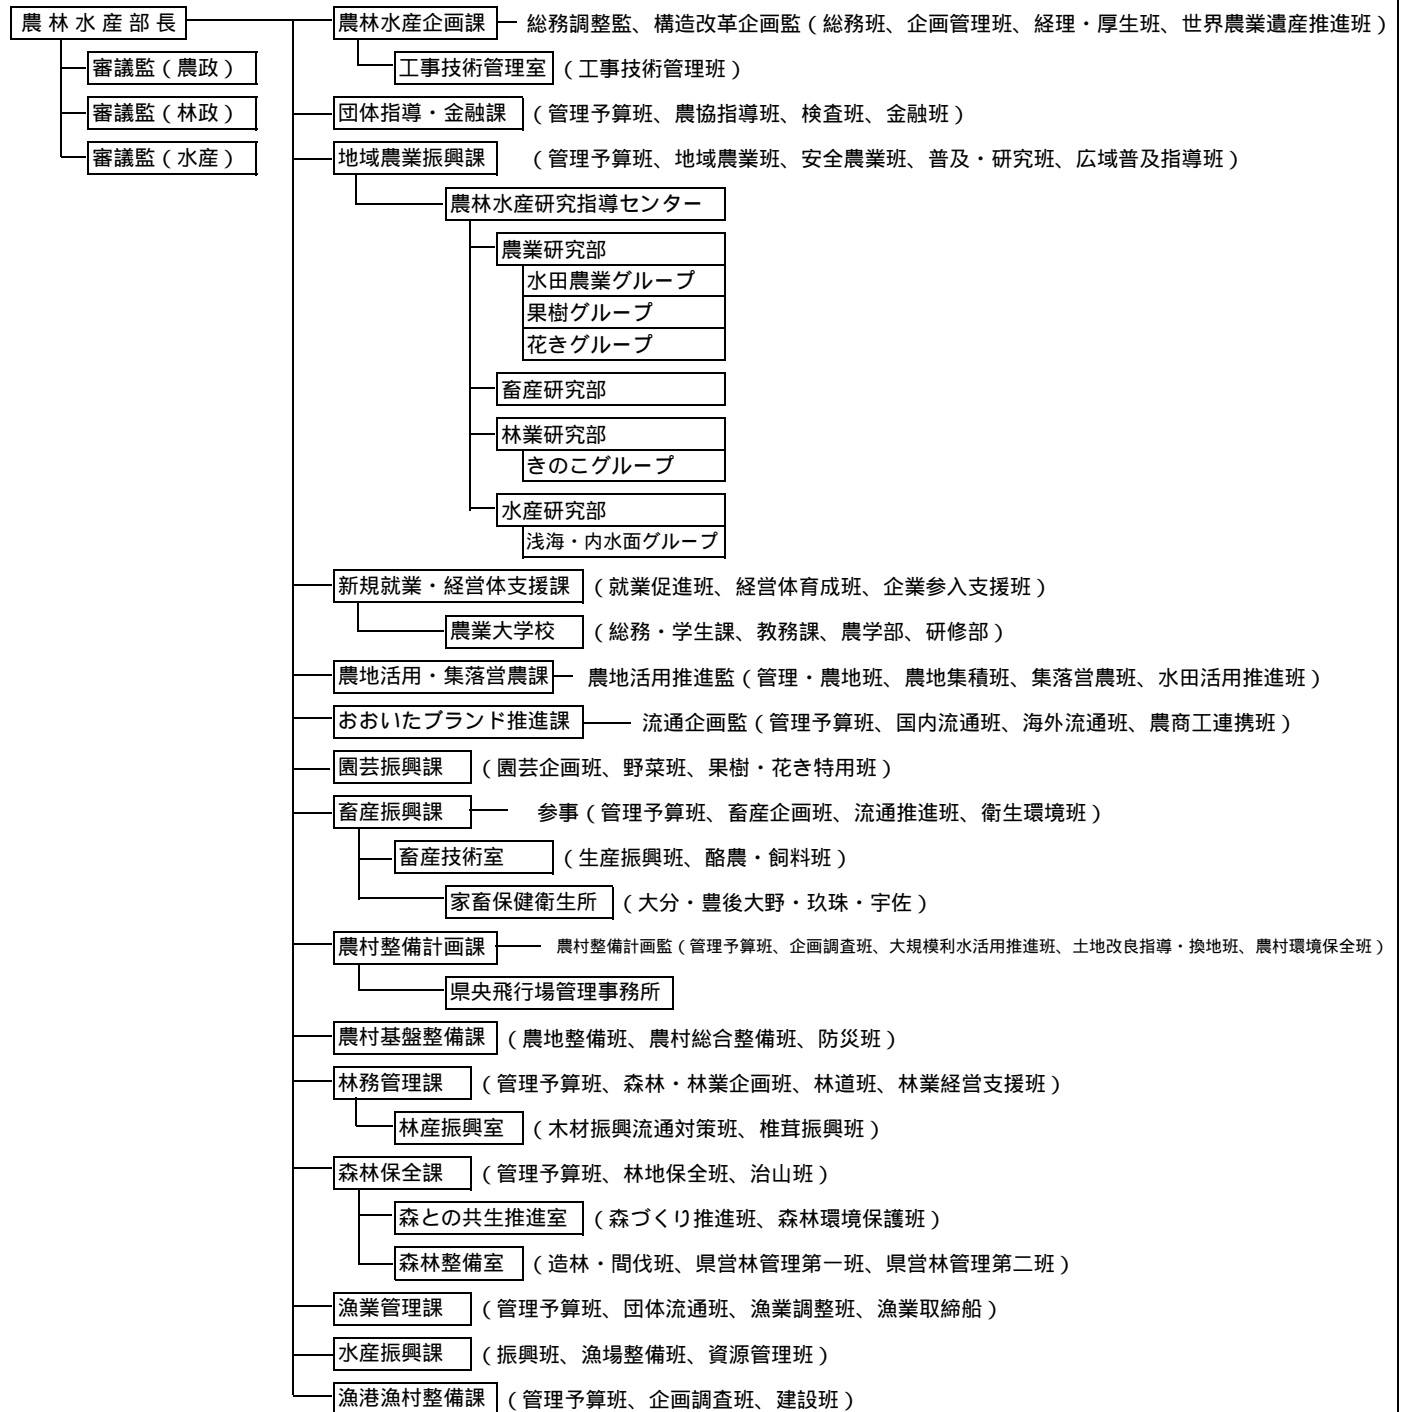 農林水産部長 農林水産企画課 総務調整監、構造改革企画監（総務班、企画管理班、経理・厚生班、世界農業遺産推進班）
審議監（農政） 工事技術管理室 （工事技術管理班）
審議監（林政） 団体指導・金融課 （管理予算班、農協指導班、検査班、金融班）
審議監（水産） 地域農業振興課 （管理予算班、地域農業班、安全農業班、普及・研究班、広域普及指導班）
農林水産研究指導センター
農業研究部
水田農業グループ
果樹グループ
花きグループ
畜産研究部
林業研究部
きのこグループ
水産研究部
浅海・内水面グループ
新規就業・経営体支援課 （就業促進班、経営体育成班、企業参入支援班）
農業大学校 （総務・学生課、教務課、農学部、研修部）
農地活用・集落営農課 農地活用推進監（管理・農地班、農地集積班、集落営農班、水田活用推進班）
おおいたブランド推進課 流通企画監（管理予算班、国内流通班、海外流通班、農商工連携班）
園芸振興課 （園芸企画班、野菜班、果樹・花き特用班）
畜産振興課 参事（管理予算班、畜産企画班、流通推進班、衛生環境班）
畜産技術室 （生産振興班、酪農・飼料班）
家畜保健衛生所 （大分・豊後大野・玖珠・宇佐）
農村整備計画課 農村整備計画監（管理予算班、企画調査班、大規模利水活用推進班、土地改良指導・換地班、農村環境保全班）
県央飛行場管理事務所
農村基盤整備課 （農地整備班、農村総合整備班、防災班）
林務管理課 （管理予算班、森林・林業企画班、林道班、林業経営支援班）
林産振興室 （木材振興流通対策班、椎茸振興班）
森林保全課 （管理予算班、林地保全班、治山班）
森との共生推進室 （森づくり推進班、森林環境保護班）
森林整備室 （造林・間伐班、県営林管理第一班、県営林管理第二班）
漁業管理課 （管理予算班、団体流通班、漁業調整班、漁業取締船）
水産振興課 （振興班、漁場整備班、資源管理班）
漁港漁村整備課 （管理予算班、企画調査班、建設班）